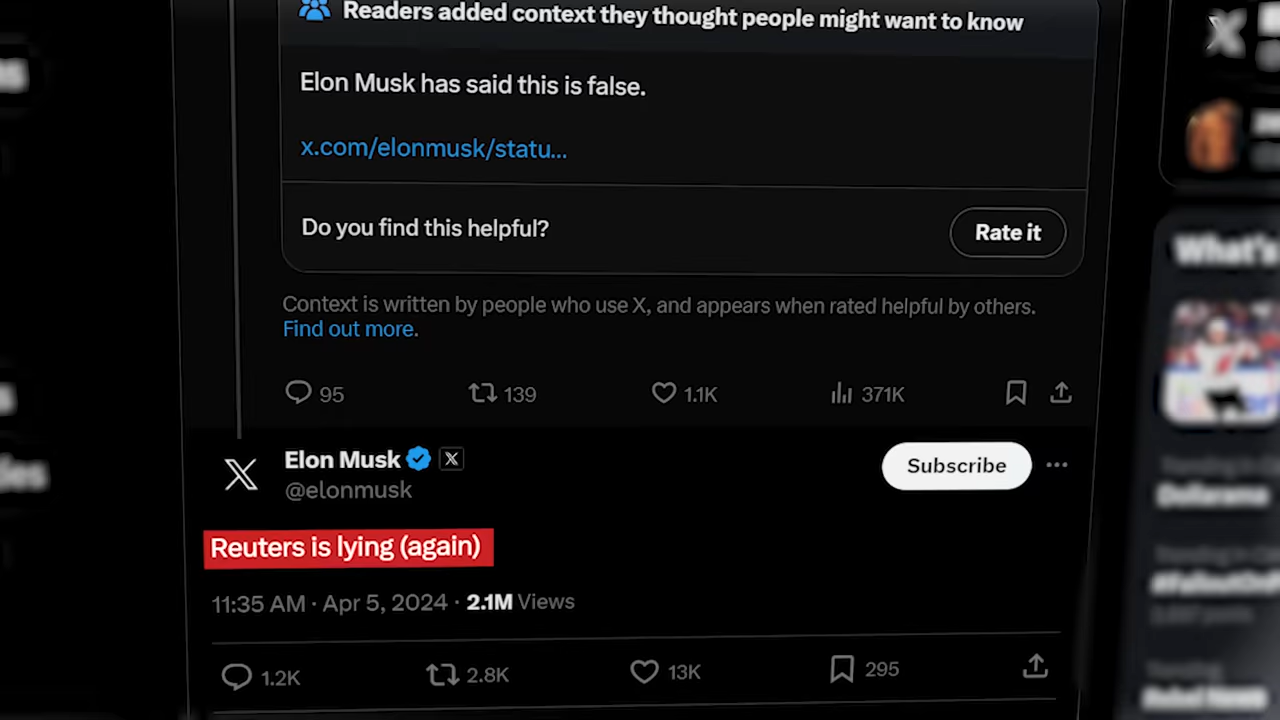 Readers added context they thought people might want to know
Elon Musk has said this is false.
x.com/elonmusk/statu...
Do you find this helpful?
Rate it
Context is written by people who use X, and appears when rated helpful by others.
Find out more.
95
139
1.1K
371K
Elon Musk
@elonmusk
Subscribe
Reuters is lying (again)
11:35 AM · Apr 5, 2024 · 2.1M Views
1.2K
2.8K
13K
295
What's
Dollarama
Rebel News